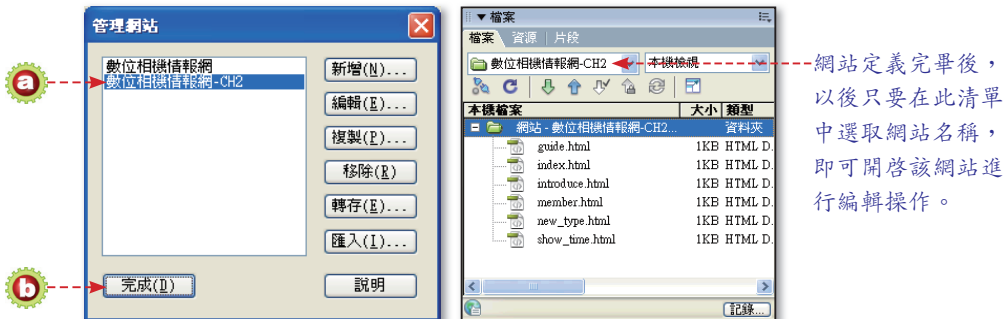 管理網站
數位相機情報網
數位相機情報網-CH2
新增(N)...
編輯(E)...
複製(P)...
移除(R)
轉存(E)...
匯入(I)...
完成(D)
說明
a
b
▼ 檔案
檔案 資源 片段
數位相機情報網-CH2 本機檢視
本機檔案 大小 類型
網站 - 數位相機情報網-CH2... 資料夾
guide.html 1KB HTML D.
index.html 1KB HTML D.
introduce.html 1KB HTML D.
member.html 1KB HTML D.
new_type.html 1KB HTML D.
show_time.html 1KB HTML D.
記錄...
網站定義完畢後，
以後只要在此清單
中選取網站名稱，
即可開啓該網站進
行編輯操作。